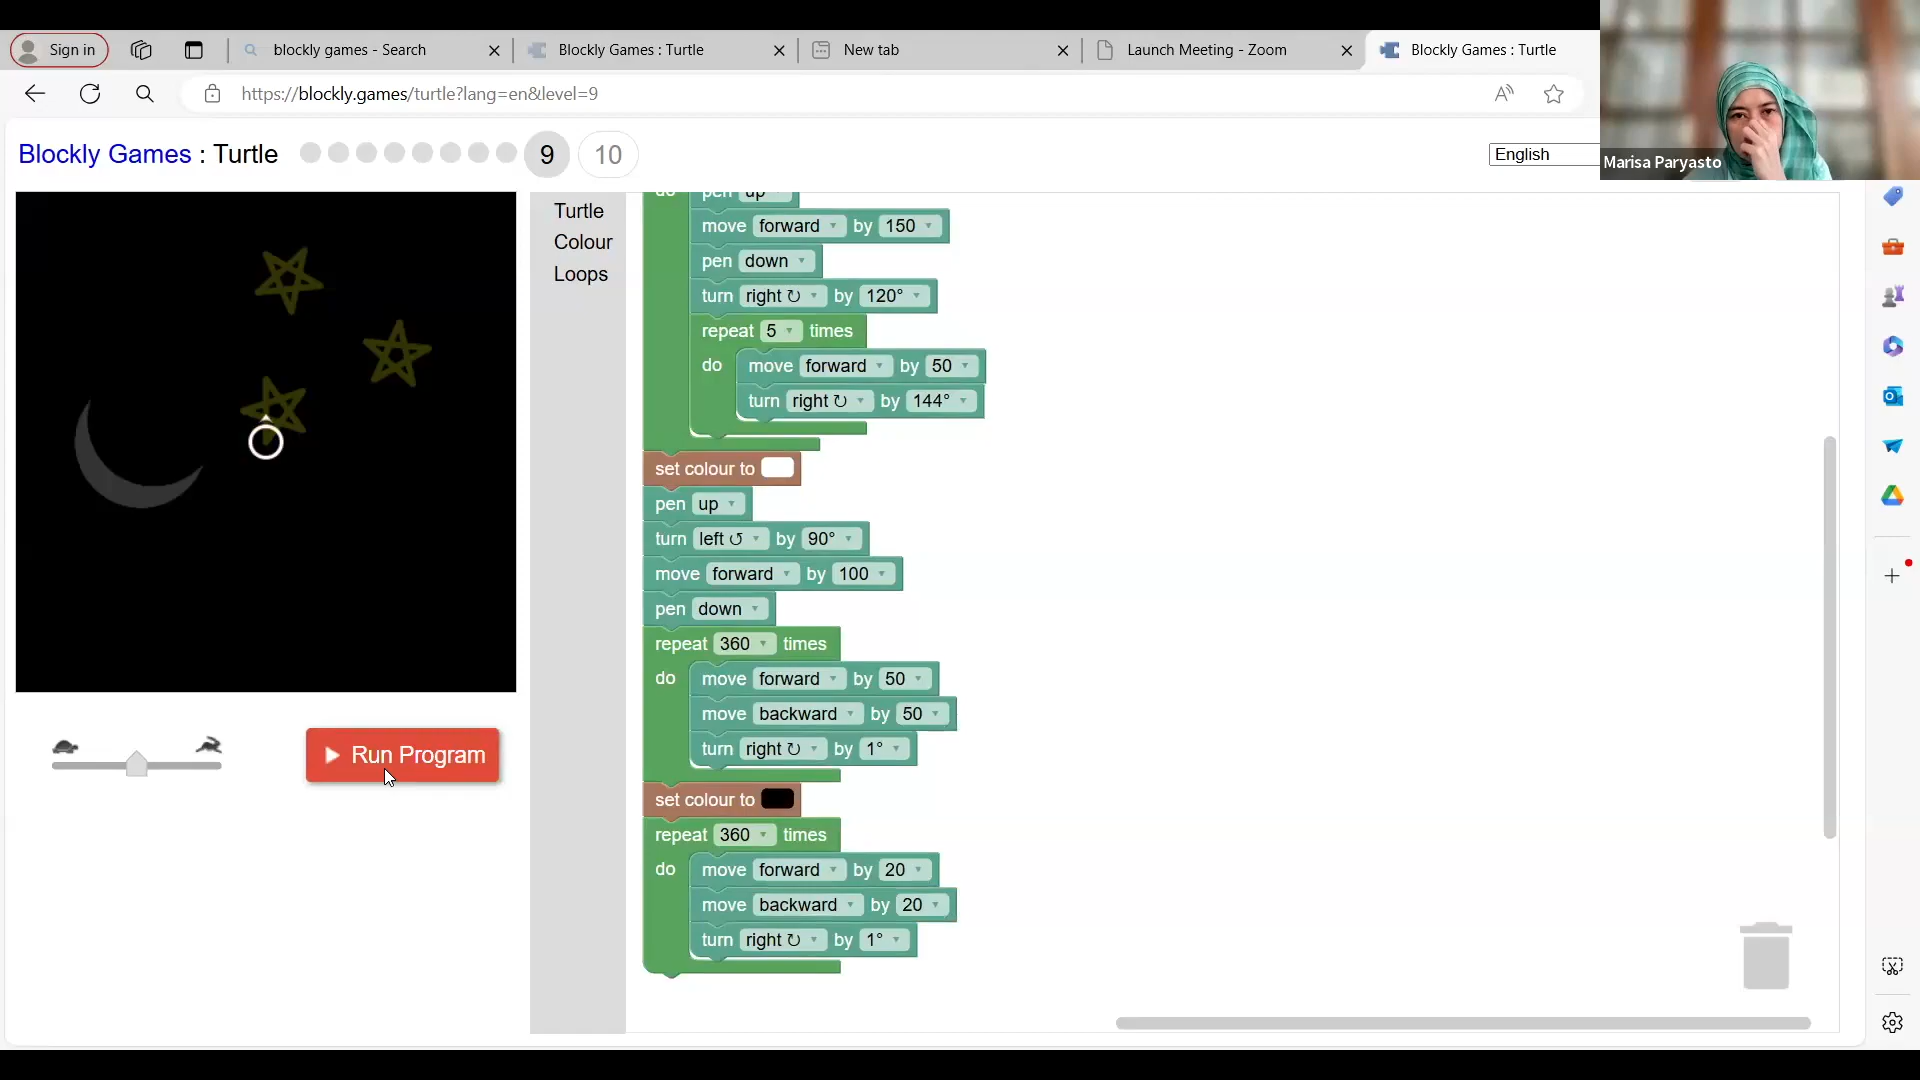 Sign in
blockly games - Search
Blockly Games : Turtle
New tab
Launch Meeting - Zoom
Blockly Games : Turtle
https://blockly.games/turtle?lang=en&level=9
Blockly Games : Turtle
9
10
English
Marisa Paryasto
Turtle
Colour
Loops
do
pen up
move forward by 150
pen down
turn right ↻ by 120°
repeat 5 times
do move forward by 50
turn right ↻ by 144°
set colour to
pen up
turn left ↺ by 90°
move forward by 100
pen down
repeat 360 times
do move forward by 50
move backward by 50
turn right ↻ by 1°
set colour to
repeat 360 times
do move forward by 20
move backward by 20
turn right ↻ by 1°
Run Program